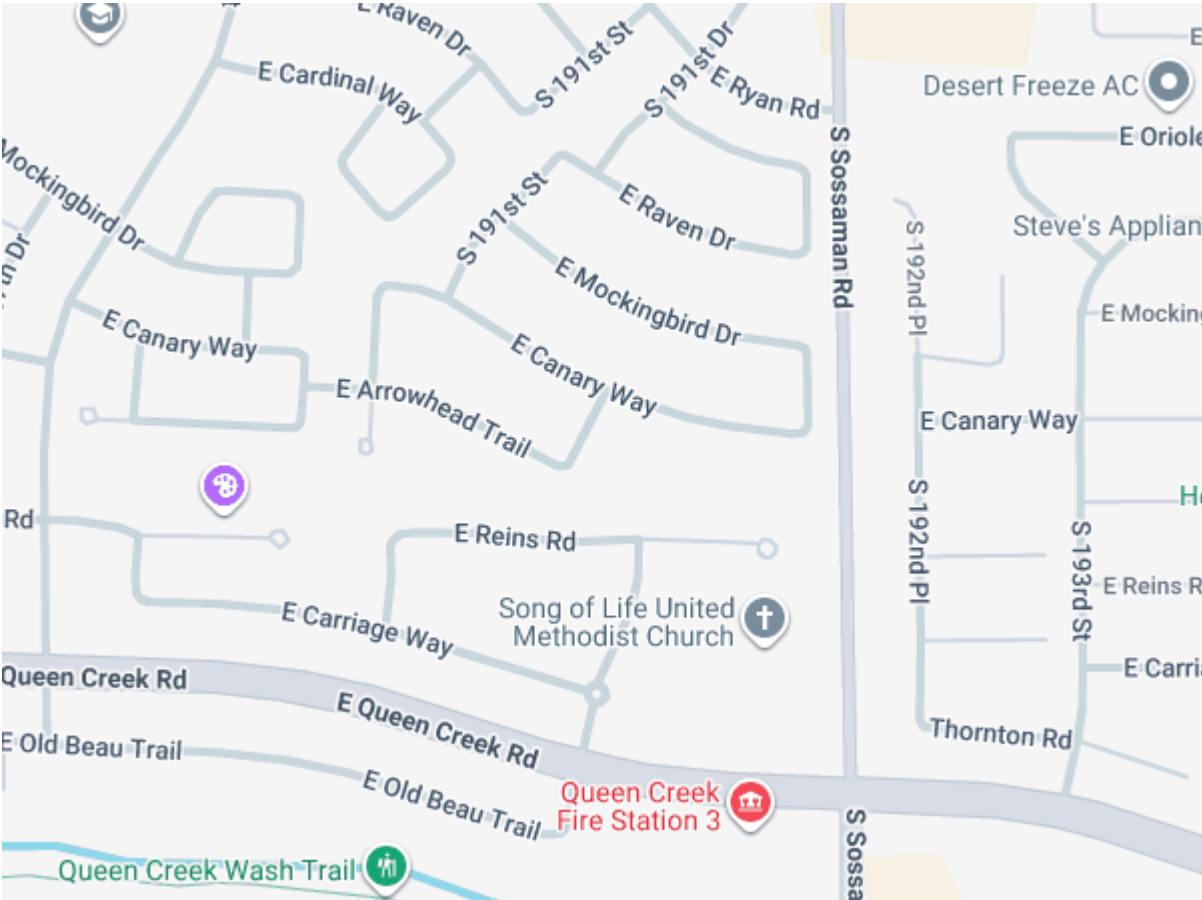 E Raven Dr
S 191st St
S 191st Dr
E Ryan Rd
E Cardinal Way
Desert Freeze AC
E
E Oriole
S Sossaman Rd
Mockingbird Dr
S 191st St
E Raven Dr
Steve's Applian
S 192nd Pl
E Mockingbird Dr
E Mocking
E Canary Way
E Canary Way
E Arrowhead Trail
E Canary Way
S 192nd Pl
Rd
E Reins Rd
S 193rd St
E Reins R
Song of Life United
Methodist Church
E Carriage Way
E Carria
Queen Creek Rd
E Queen Creek Rd
Thornton Rd
E Old Beau Trail
E Old Beau Trail
Queen Creek
Fire Station 3
S Sossa
Queen Creek Wash Trail